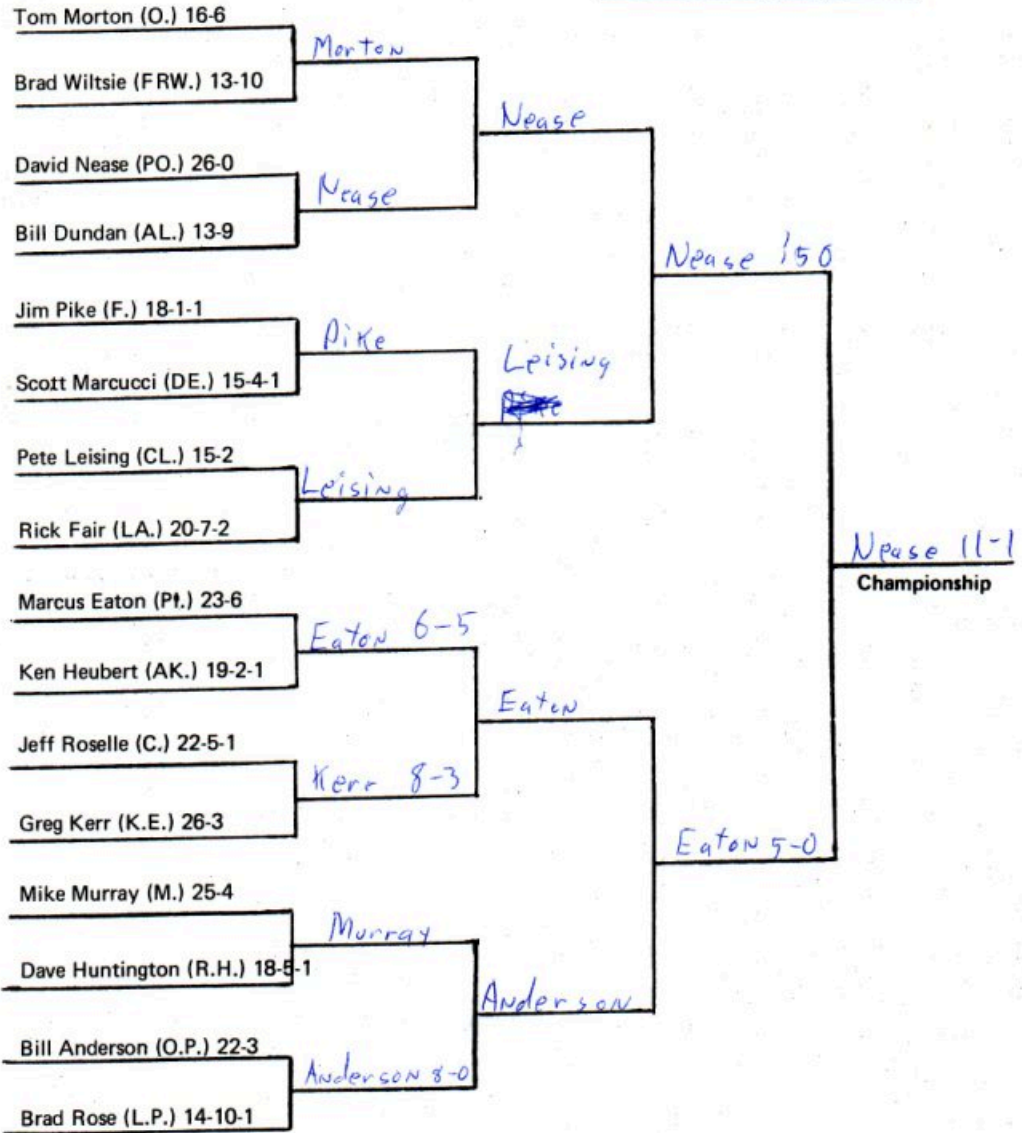 Tom Morton (O.) 16-6
Morton
Brad Wiltsie (FRW.) 13-10
Nease
David Nease (PO.) 26-0
Nease
Bill Dundan (AL.) 13-9
Nease 150
Jim Pike (F.) 18-1-1
Pike
Leising
Scott Marcucci (DE.) 15-4-1
Pete Leising (CL.) 15-2
Leising
Rick Fair (LA.) 20-7-2
Nease 11-1
Championship
Marcus Eaton (Pt.) 23-6
Eaton 6-5
Ken Heubert (AK.) 19-2-1
Eaton
Jeff Roselle (C.) 22-5-1
Kerr 8-3
Greg Kerr (K.E.) 26-3
Eaton 5-0
Mike Murray (M.) 25-4
Murray
Dave Huntington (R.H.) 18-5-1
Anderson
Bill Anderson (O.P.) 22-3
Anderson 8-0
Brad Rose (L.P.) 14-10-1